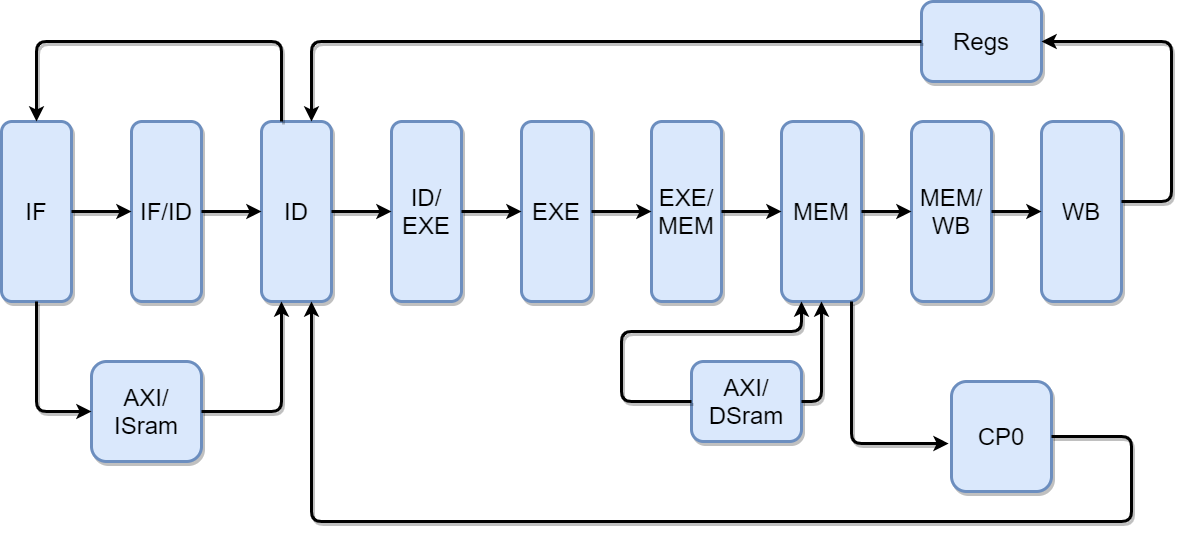 Regs
IF
IF/ID
ID
ID/
EXE
EXE
EXE/
MEM
MEM
MEM/
WB
WB
AXI/
ISram
AXI/
DSram
CP0